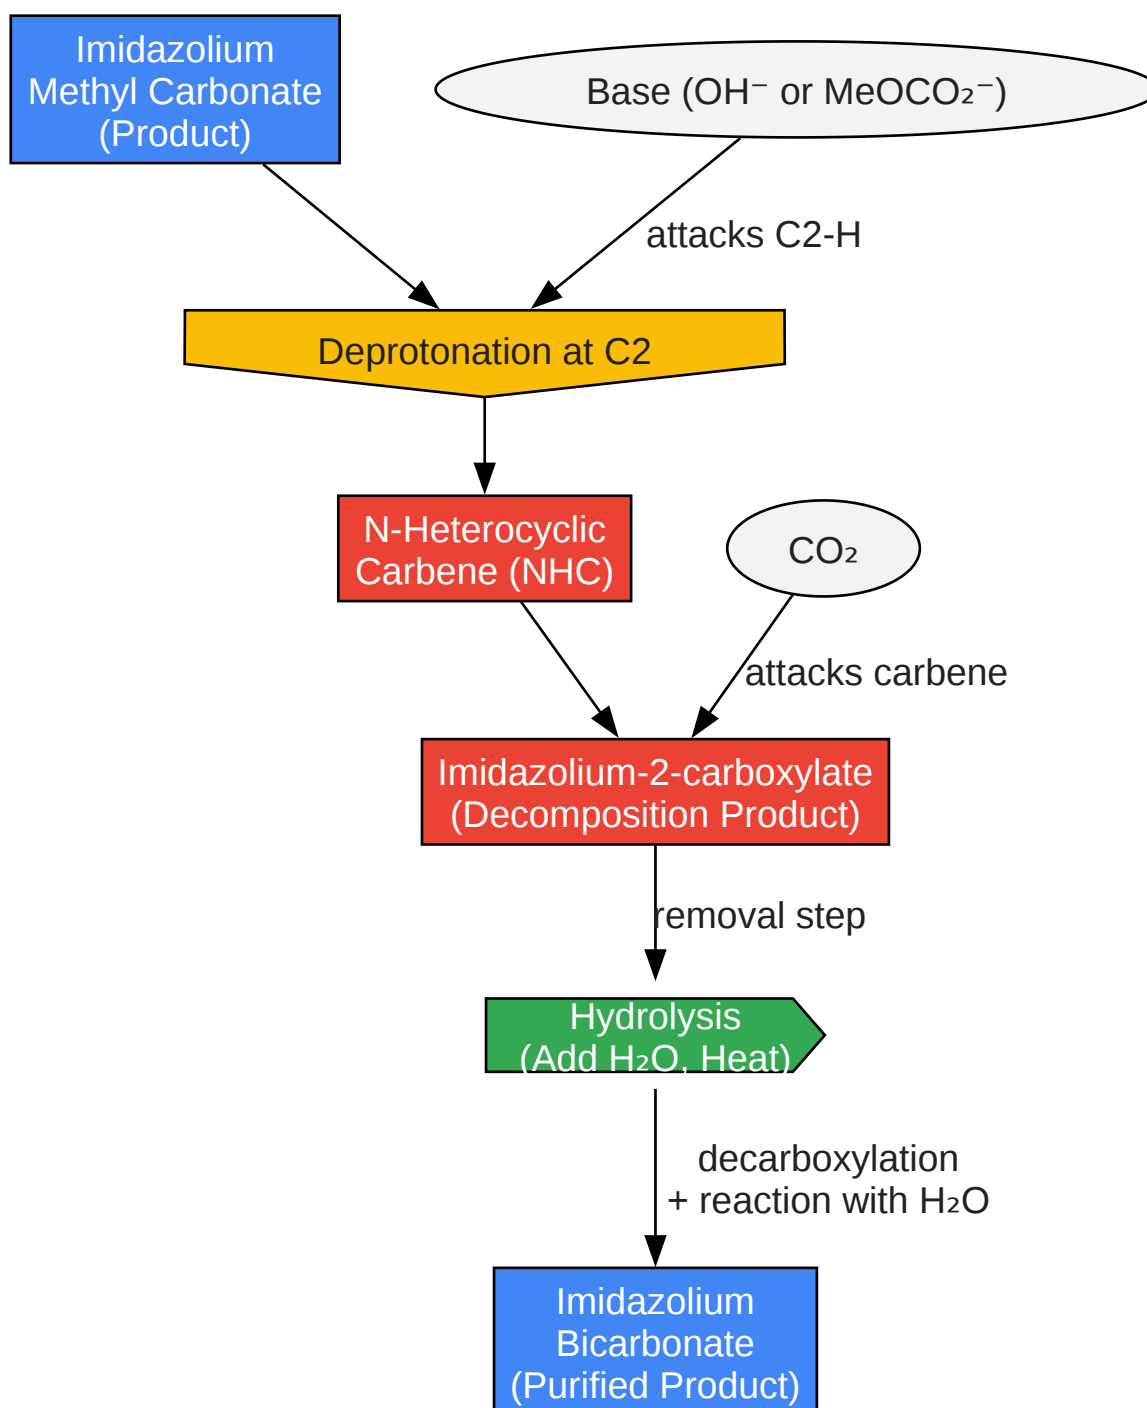 Imidazolium
Methyl Carbonate
(Product)
Base (OH⁻ or MeOCO₂⁻)
attacks C2-H
Deprotonation at C2
N-Heterocyclic
Carbene (NHC)
CO₂
attacks carbene
Imidazolium-2-carboxylate
(Decomposition Product)
removal step
Hydrolysis
(Add H₂O, Heat)
decarboxylation
+ reaction with H₂O
Imidazolium
Bicarbonate
(Purified Product)